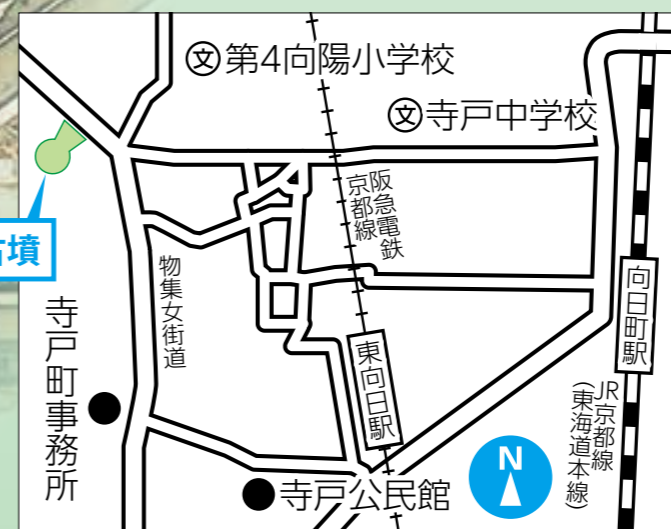 文第4向陽小学校
文寺戸中学校
阪急電鉄
京都線
古墳
物集女街道
向日町駅
寺戸町事務所
東向日駅
JR京都線
(東海道本線)
N
寺戸公民館